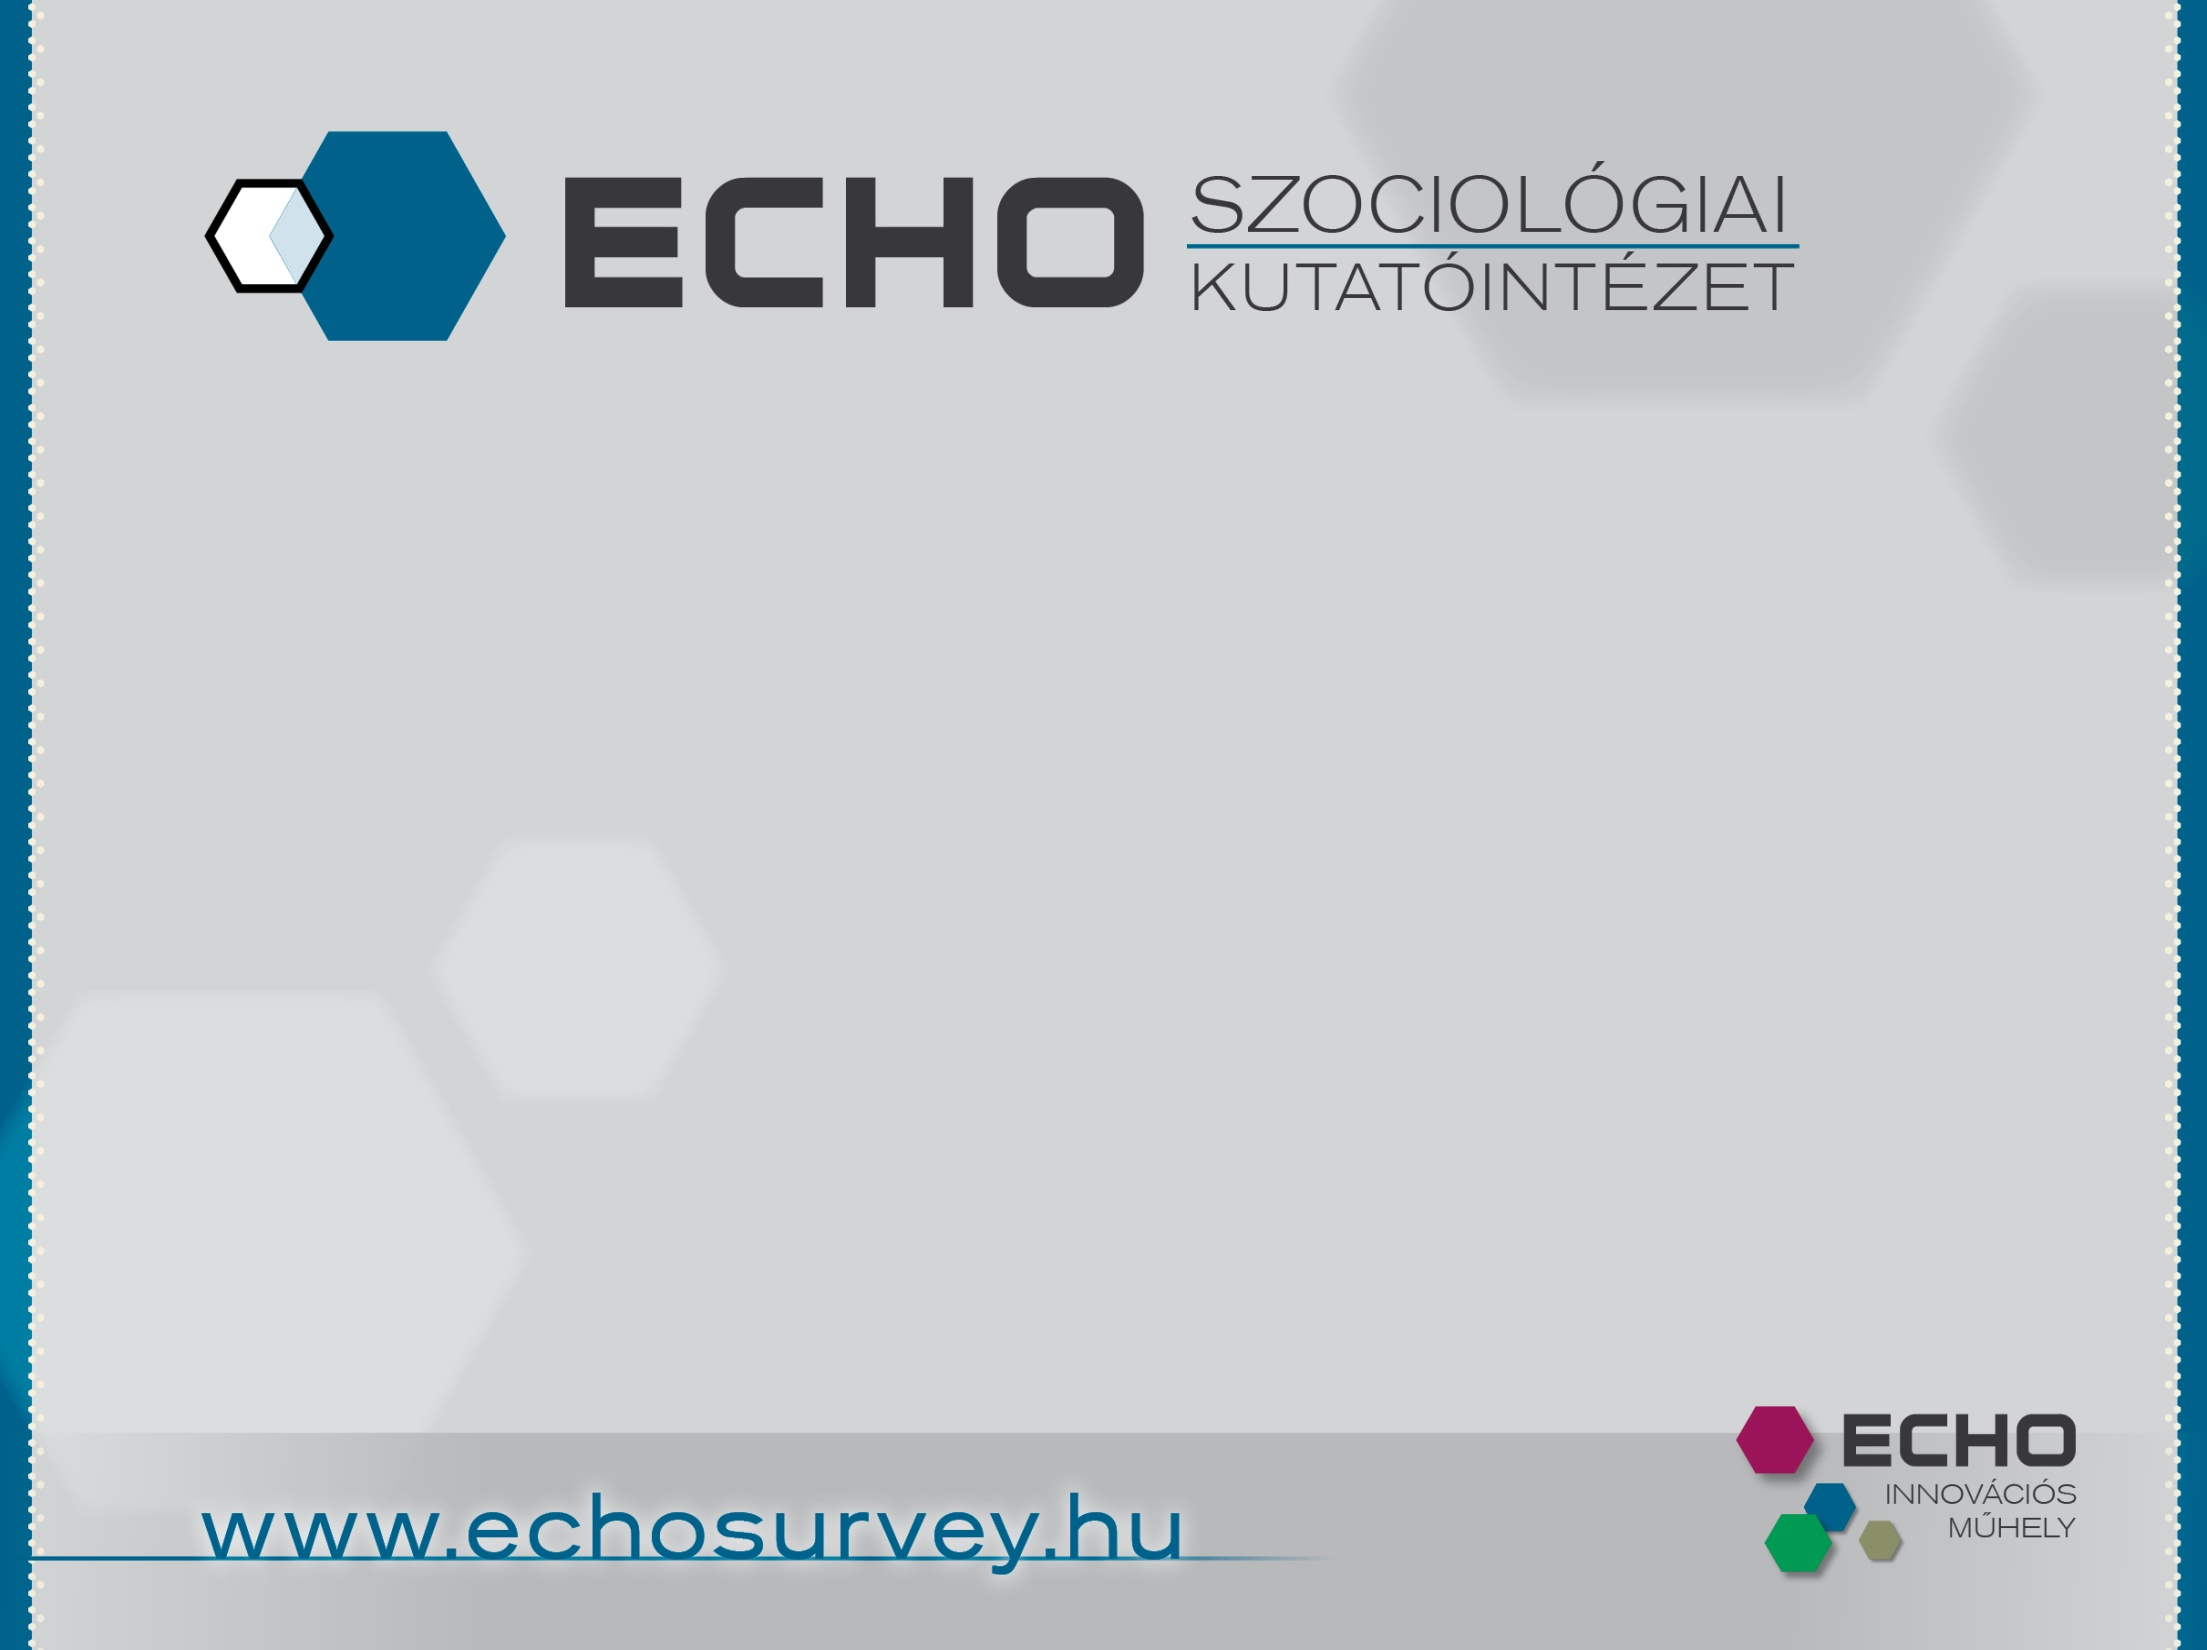 ECHO
SZOCIOLÓGIAI
KUTATÓINTÉZET
www.echosurvey.hu
ECHO
INNOVÁCIÓS
MŰHELY